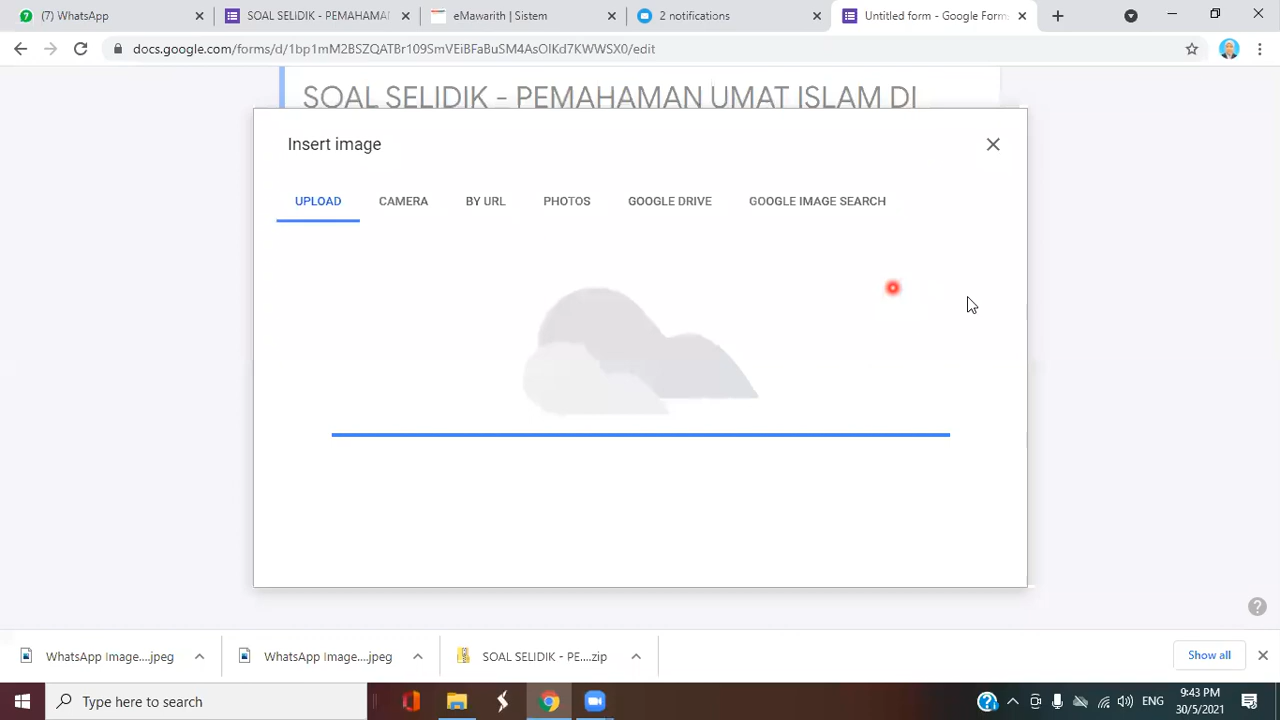 (7) WhatsApp
SOAL SELIDIK - PEMAHAMA
eMawarith | Sistem
2 notifications
Untitled form - Google Form
docs.google.com/forms/d/1bp1mM2BSZQATBr109SmVEiBFaBuSM4AsOIKd7KWWSX0/edit
SOAL SELIDIK - PEMAHAMAN UMAT ISLAM DI
Insert image
UPLOAD
CAMERA
BY URL
PHOTOS
GOOGLE DRIVE
GOOGLE IMAGE SEARCH
WhatsApp Image....jpeg
WhatsApp Image....jpeg
SOAL SELIDIK - PE....zip
Show all
Type here to search
ENG
9:43 PM
30/5/2021